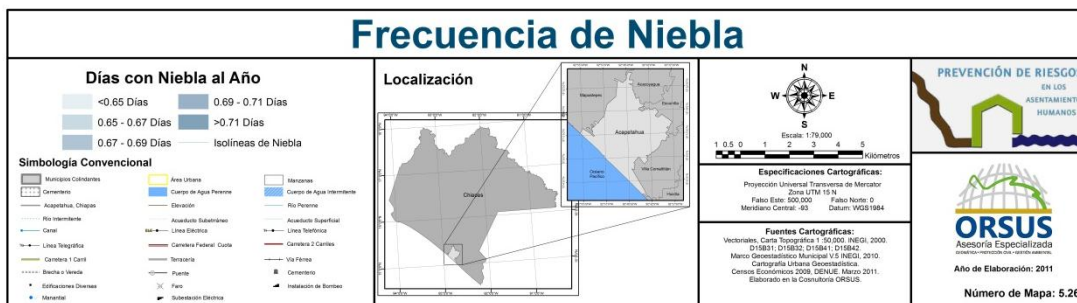 Frecuencia de Niebla
Días con Niebla al Año
<0.65 Días
0.65 - 0.67 Días
0.67 - 0.69 Días
0.69 - 0.71 Días
>0.71 Días
Isolíneas de Niebla
Simbología Convencional
Municipios Colindantes
Cementerio
Acapetahua, Chiapas
Río Intermitente
Canal
Línea Telegráfica
Carretera 1 Carril
Brecha o Vereda
Edificaciones Diversas
Manantial
Área Urbana
Cuerpo de Agua Perenne
Elevación
Río Perenne
Acueducto Subetráneo
Línea Eléctrica
Carretera Federal Cuota
Terracería
Puente
Faro
Subestación Eléctrica
Manzanas
Cuerpo de Agua Intermitente
Acueducto Superficial
Línea Telefónica
Carretera 2 Carriles
Vía Férrea
Cementerio
Instalación de Bombeo
Localización
Chiapas
Acapetahua
Océano
Pacífico
Villa Comaltitlán
N
W E
S
Escala: 1:79,000
1 0.5 0 1 2 3 4 5
Kilómetros
Especificaciones Cartográficas:
Proyección Universal Transversa de Mercator
Zona UTM 15 N
Falso Este: 500,000 Falso Norte: 0
Meridiano Central: -93 Datum: WGS1984
Fuentes Cartográficas:
Vectoriales, Carta Topográfica 1 :50,000. INEGI, 2000.
D15B31; D15B32; D15B41; D15B42.
Marco Geoestadístico Municipal V.5 INEGI, 2010.
Cartografía Urbana Geoestadística.
Censos Económicos 2009, DENUE. Marzo 2011.
Elaborado en la Cosnultoría ORSUS.
PREVENCIÓN DE RIESGOS
EN LOS
ASENTAMIENTOS
HUMANOS
ORSUS
Asesoría Especializada
Año de Elaboración: 2011
Número de Mapa: 5.26